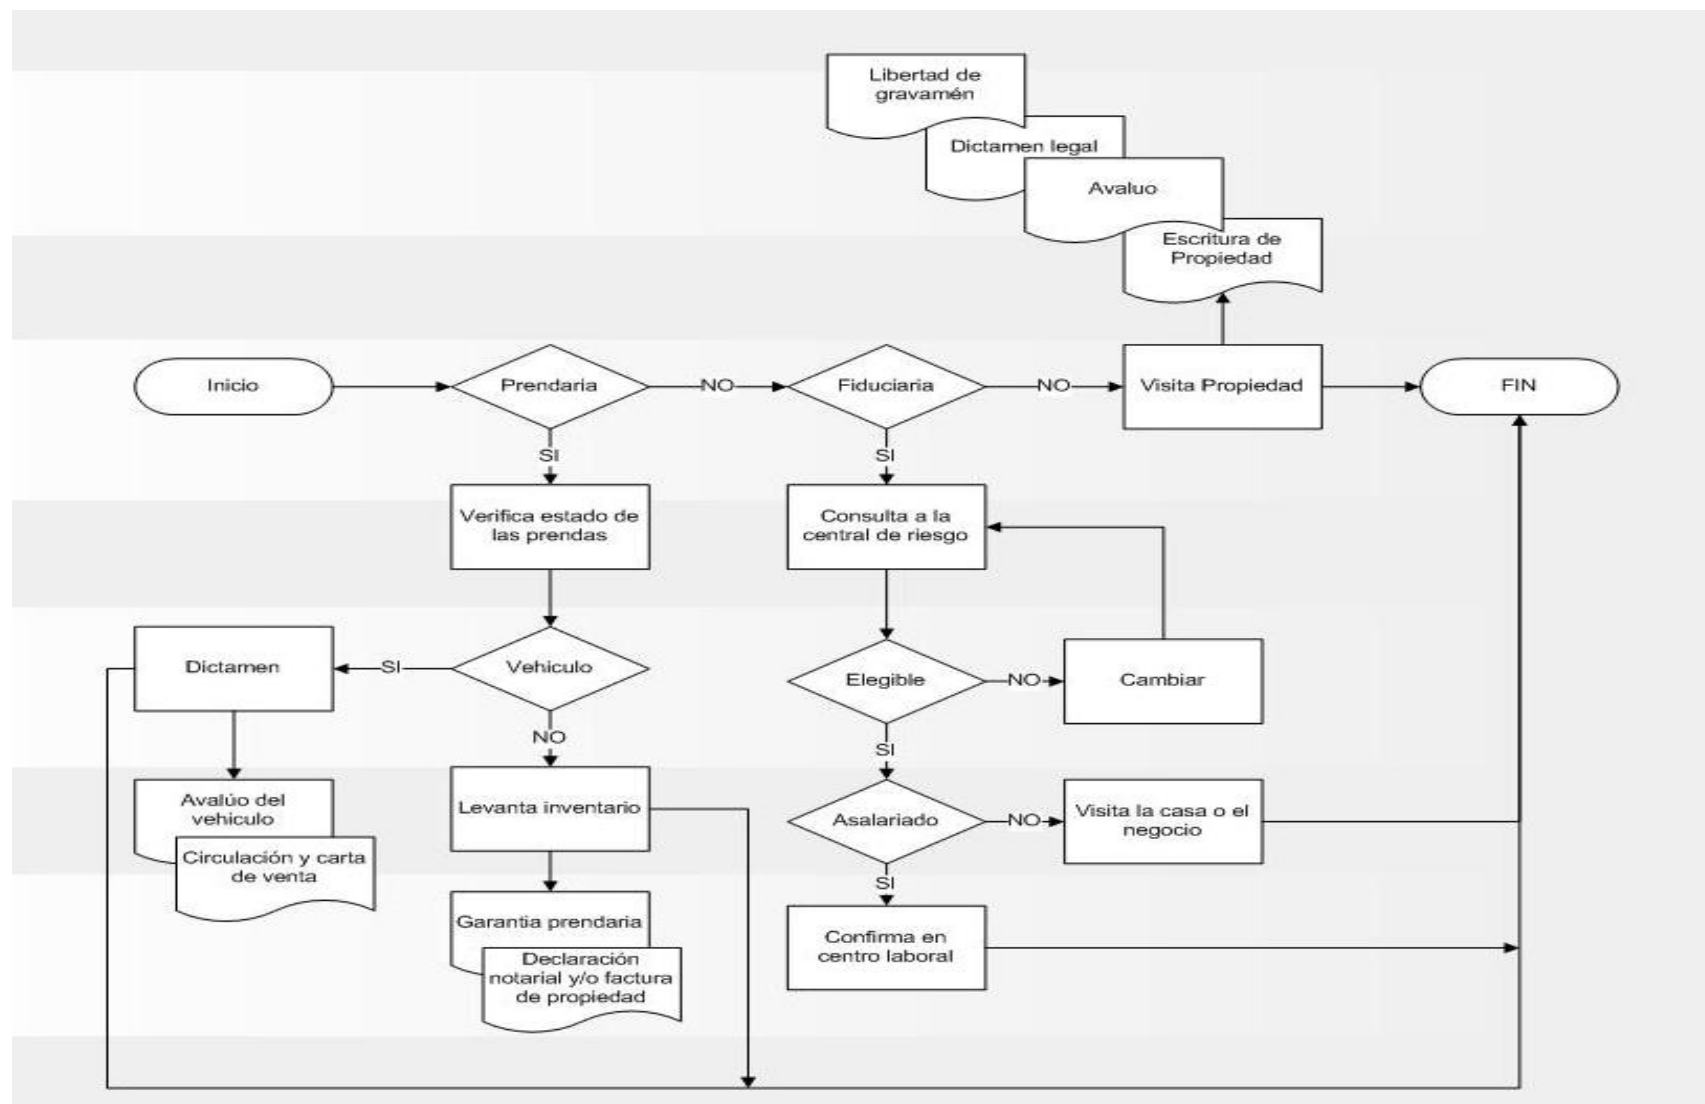 Libertad de
gravamén
Dictamen legal
Avaluo
Escritura de
Propiedad
Inicio
Prendaria
NO
Fiduciaria
NO
Visita Propiedad
FIN
SI
SI
Verifica estado de
las prendas
Consulta a la
central de riesgo
Dictamen
SI
Vehiculo
Elegible
NO
Cambiar
NO
SI
Avalúo del
vehiculo
Circulación y carta
de venta
Levanta inventario
Asalariado
NO
Visita la casa o el
negocio
SI
Garantia prendaria
Declaración
notarial y/o factura
de propiedad
Confirma en
centro laboral